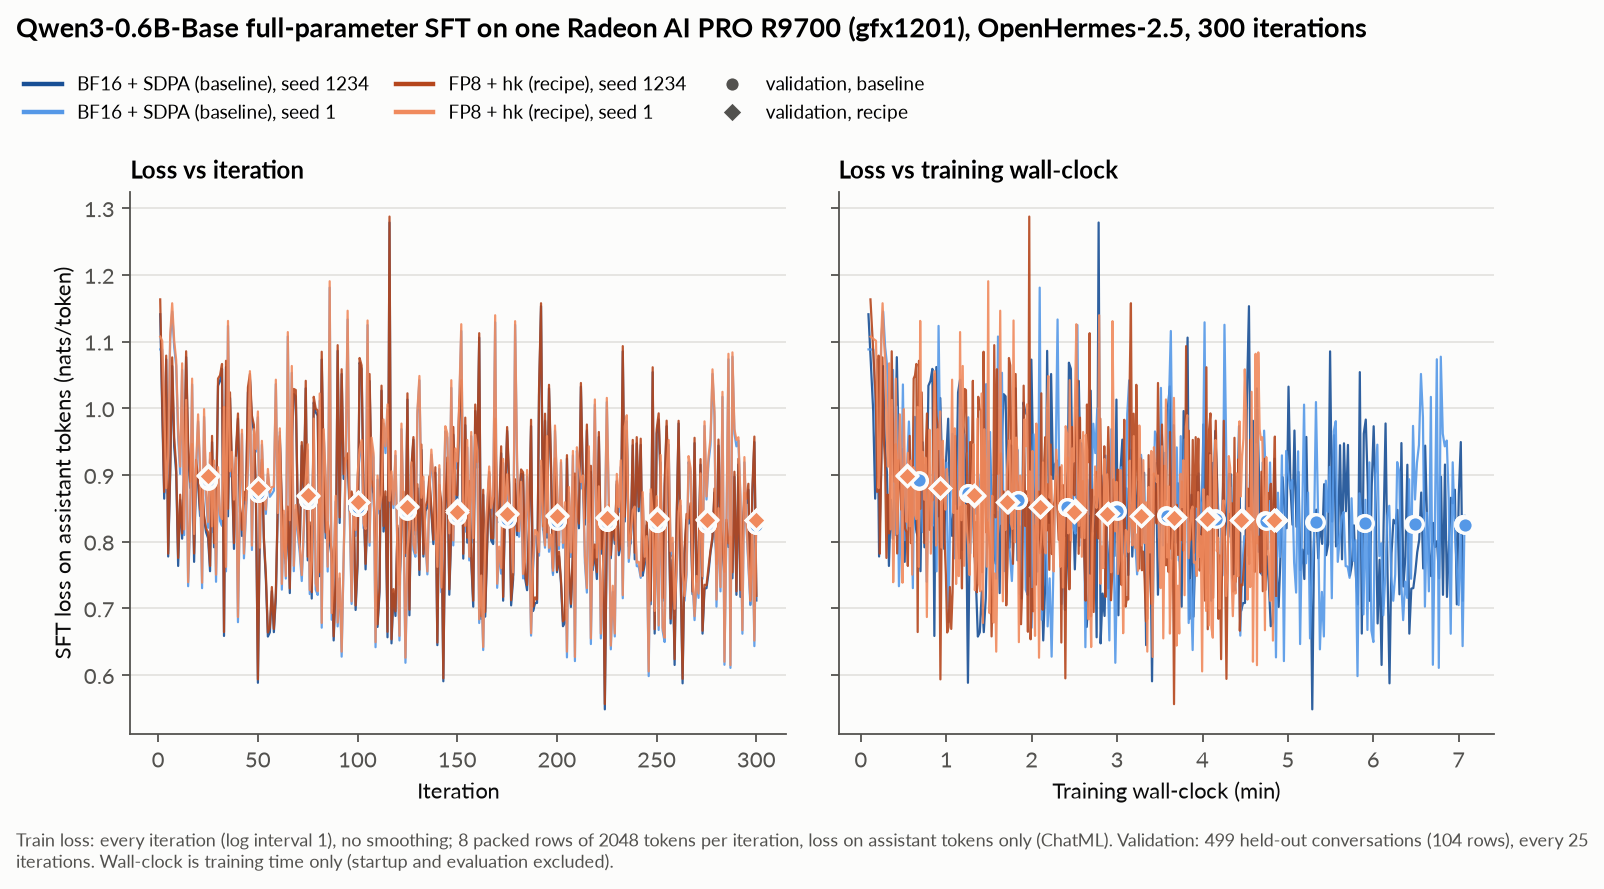 Qwen3-0.6B-Base full-parameter SFT on one Radeon AI PRO R9700 (gfx1201), OpenHermes-2.5, 300 iterations
BF16 + SDPA (baseline), seed 1234
FP8 + hk (recipe), seed 1234
validation, baseline
BF16 + SDPA (baseline), seed 1
FP8 + hk (recipe), seed 1
validation, recipe
Loss vs iteration
Loss vs training wall-clock
SFT loss on assistant tokens (nats/token)
1.3
1.2
1.1
1.0
0.9
0.8
0.7
0.6
0 50 100 150 200 250 300
Iteration
0 1 2 3 4 5 6 7
Training wall-clock (min)
Train loss: every iteration (log interval 1), no smoothing; 8 packed rows of 2048 tokens per iteration, loss on assistant tokens only (ChatML). Validation: 499 held-out conversations (104 rows), every 25
iterations. Wall-clock is training time only (startup and evaluation excluded).